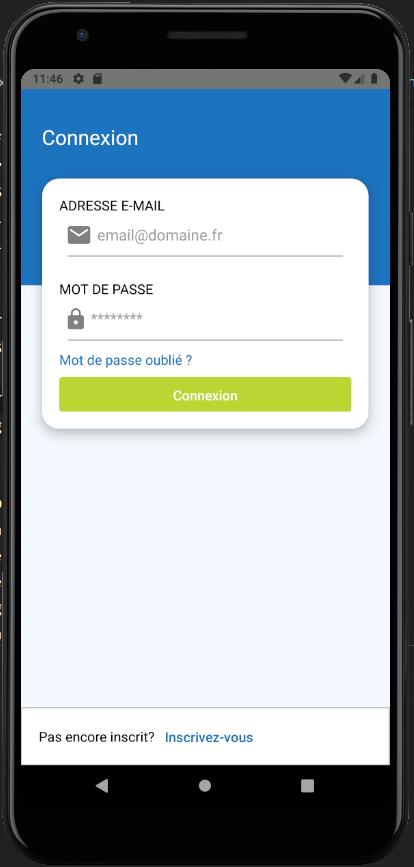 11:46
Connexion
ADRESSE E-MAIL
email@domaine.fr
MOT DE PASSE
********
Mot de passe oublié ?
Connexion
Pas encore inscrit? Inscrivez-vous